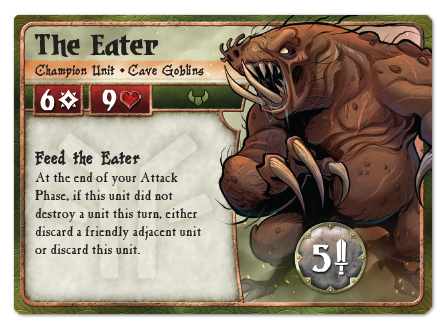 The Eater
Champion Unit • Cave Goblins
6 9
Feed the Eater
At the end of your Attack
Phase, if this unit did not
destroy a unit this turn, either
discard a friendly adjacent unit
or discard this unit.
5